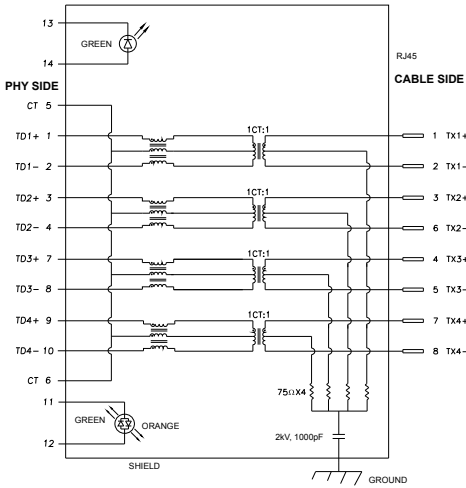 13
GREEN
14
RJ45
PHY SIDE
CABLE SIDE
CT 5
TD1+ 1
1CT:1
1 TX1+
TD1- 2
2 TX1-
TD2+ 3
1CT:1
3 TX2+
TD2- 4
6 TX2-
TD3+ 7
1CT:1
4 TX3+
TD3- 8
5 TX3-
TD4+ 9
1CT:1
7 TX4+
TD4- 10
8 TX4-
CT 6
75ΩX4
11
GREEN
ORANGE
12
2kV, 1000pF
SHIELD
GROUND